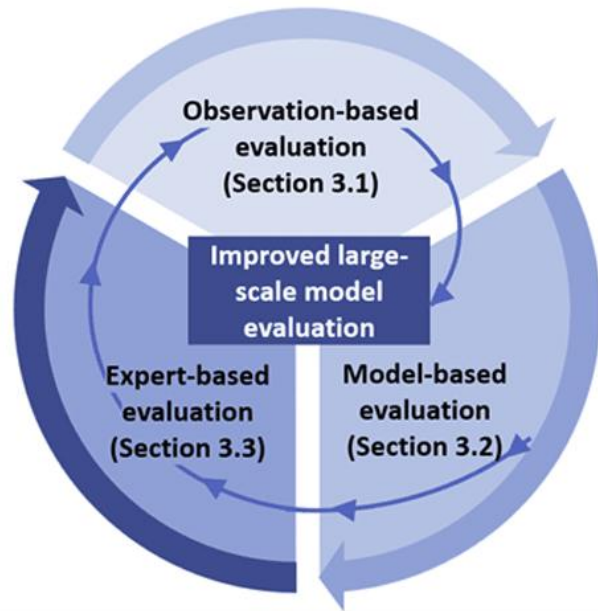 Observation-based
evaluation
(Section 3.1)
Improved large-
scale model
evaluation
Expert-based
evaluation
(Section 3.3)
Model-based
evaluation
(Section 3.2)